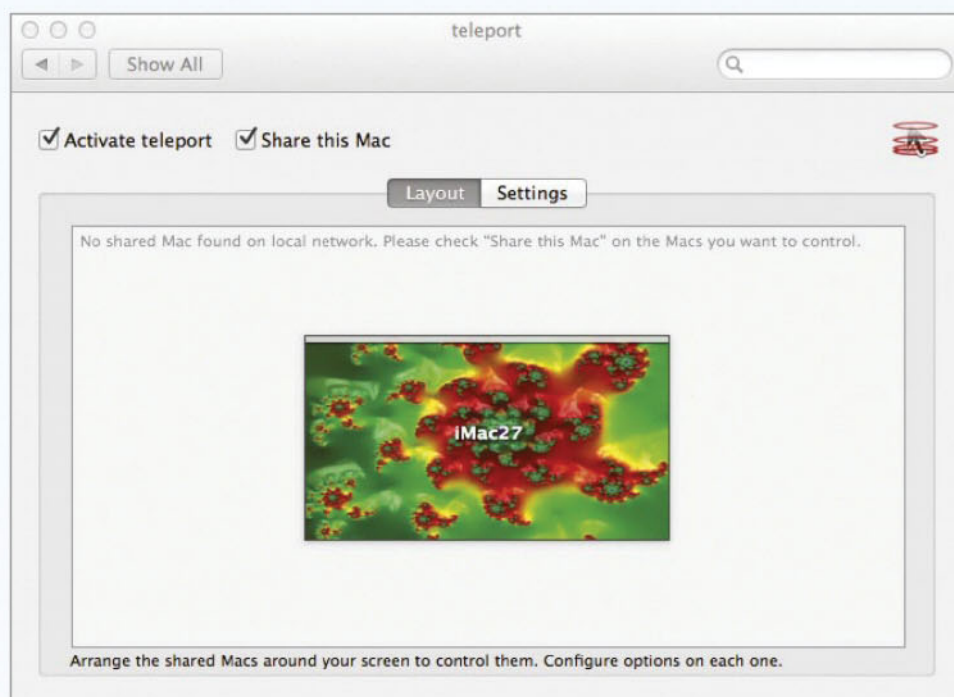 teleport
Show All
Activate teleport Share this Mac
Layout Settings
No shared Mac found on local network. Please check “Share this Mac” on the Macs you want to control.
iMac27
Arrange the shared Macs around your screen to control them. Configure options on each one.